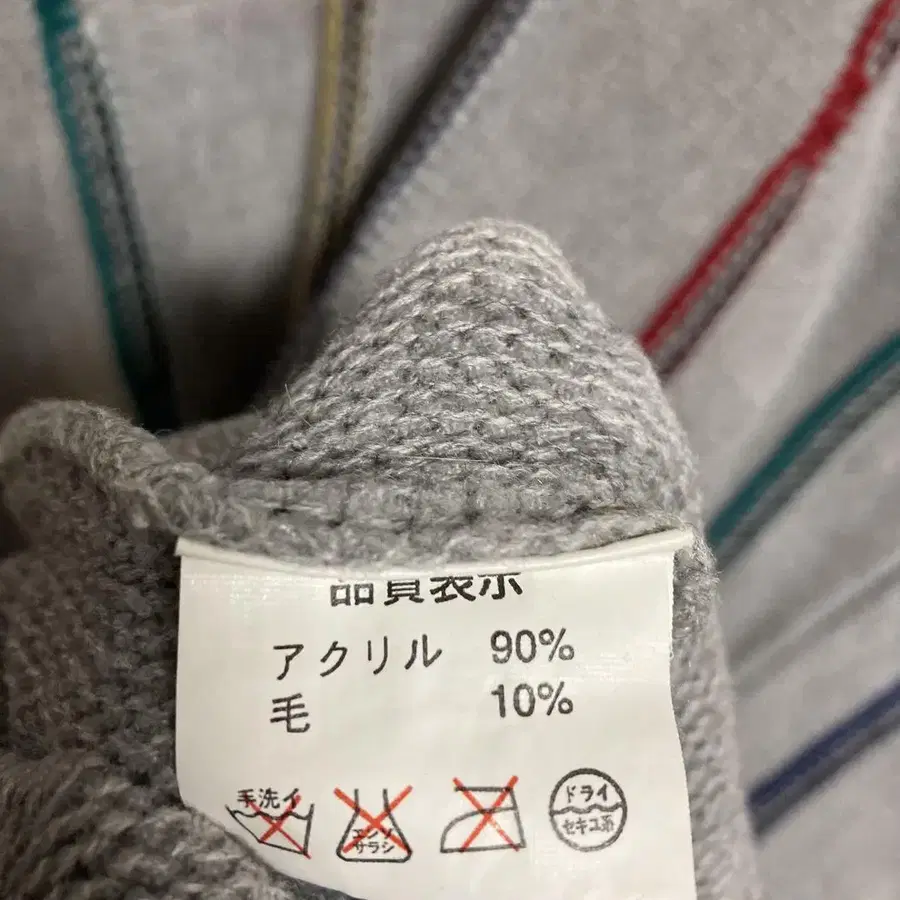 品質表示
アクリル 90%
毛 10%
手洗イ
エンソ
サラシ
ドライ
セキユ系